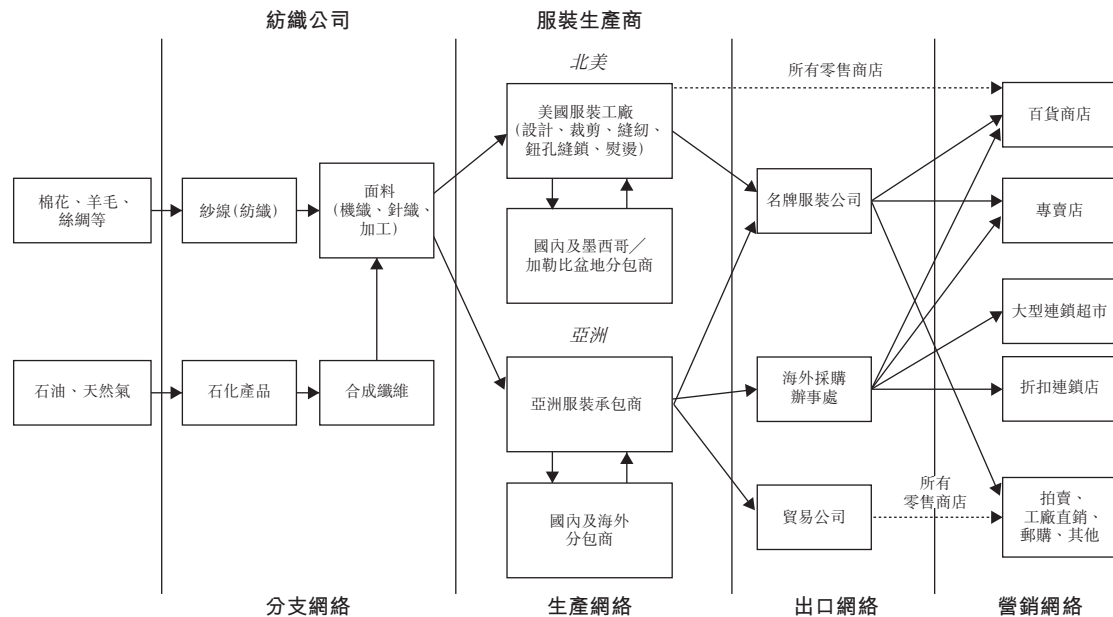 紡織公司
服裝生產商
北美
所有零售商店
美國服裝工廠
(設計、裁剪、縫紉、
鈕孔縫鎖、熨燙)
百貨商店
棉花、羊毛、
絲綢等
紗線(紡織)
面料
(機織、針織、
加工)
名牌服裝公司
專賣店
國內及墨西哥／
加勒比盆地分包商
大型連鎖超市
亞洲
石油、天然氣
石化產品
合成纖維
亞洲服裝承包商
海外採購
辦事處
折扣連鎖店
所有
零售商店
國內及海外
分包商
貿易公司
拍賣、
工廠直銷、
郵購、其他
分支網絡
生產網絡
出口網絡
營銷網絡